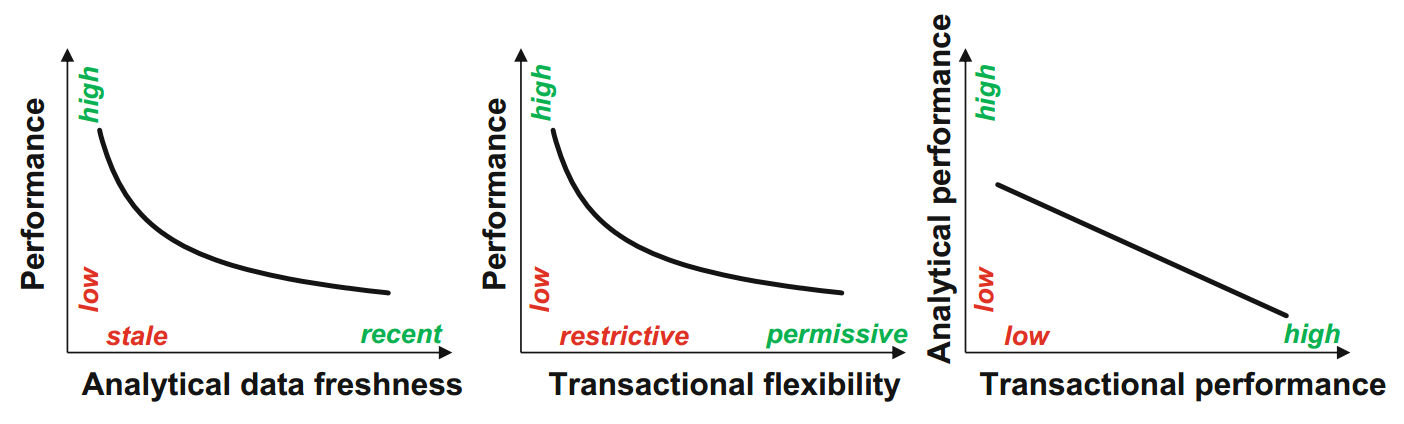 Performance
high
low
stale
recent
Analytical data freshness
Performance
high
low
restrictive
permissive
Transactional flexibility
Analytical performance
high
low
low
high
Transactional performance